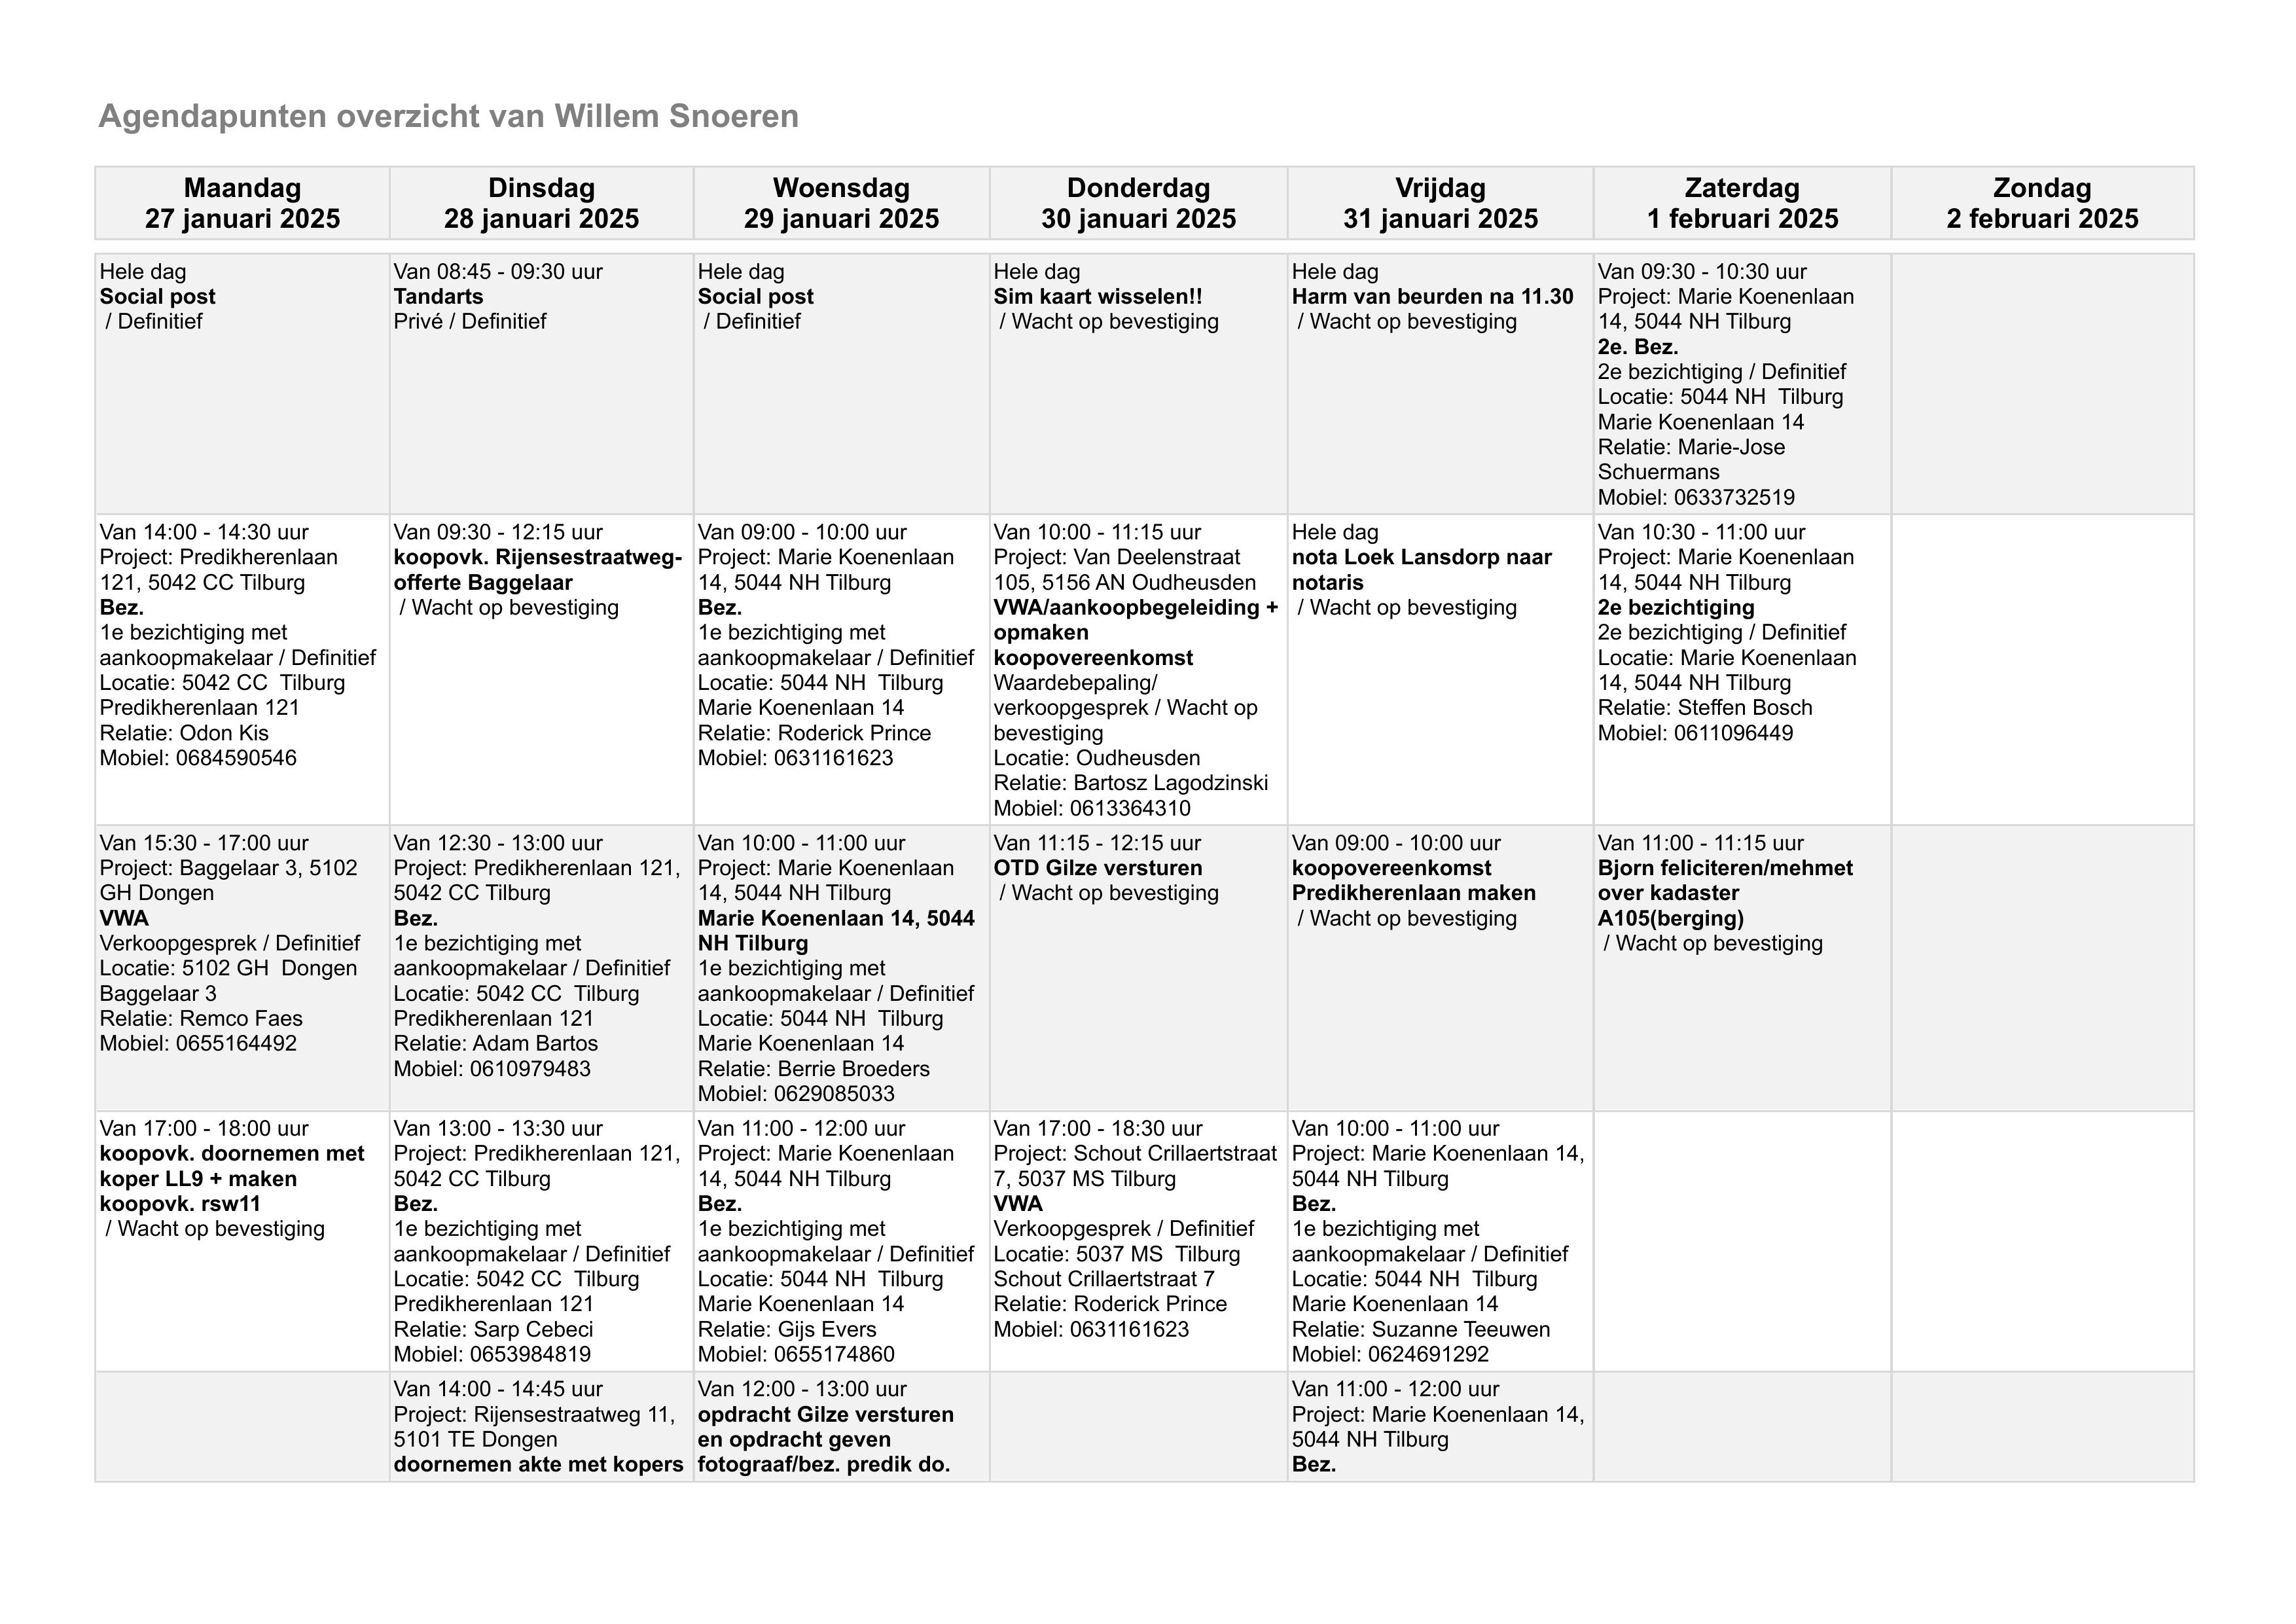 Agendapunten overzicht van Willem Snoeren
Maandag
27 januari 2025
Dinsdag
28 januari 2025
Woensdag
29 januari 2025
Donderdag
30 januari 2025
Vrijdag
31 januari 2025
Zaterdag
1 februari 2025
Zondag
2 februari 2025
Hele dag
Social post
/ Definitief
Van 08:45 - 09:30 uur
Tandarts
Privé / Definitief
Hele dag
Social post
/ Definitief
Hele dag
Sim kaart wisselen!!
/ Wacht op bevestiging
Hele dag
Harm van beurden na 11.30
/ Wacht op bevestiging
Van 09:30 - 10:30 uur
Project: Marie Koenenlaan
14, 5044 NH Tilburg
2e. Bez.
2e bezichtiging / Definitief
Locatie: 5044 NH  Tilburg
Marie Koenenlaan 14
Relatie: Marie-Jose
Schuermans
Mobiel: 0633732519
Van 14:00 - 14:30 uur
Project: Predikherenlaan
121, 5042 CC Tilburg
Bez.
1e bezichtiging met
aankoopmakelaar / Definitief
Locatie: 5042 CC  Tilburg
Predikherenlaan 121
Relatie: Odon Kis
Mobiel: 0684590546
Van 09:30 - 12:15 uur
koopovk. Rijensestraatweg-
offerte Baggelaar
/ Wacht op bevestiging
Van 09:00 - 10:00 uur
Project: Marie Koenenlaan
14, 5044 NH Tilburg
Bez.
1e bezichtiging met
aankoopmakelaar / Definitief
Locatie: 5044 NH  Tilburg
Marie Koenenlaan 14
Relatie: Roderick Prince
Mobiel: 0631161623
Van 10:00 - 11:15 uur
Project: Van Deelenstraat
105, 5156 AN Oudheusden
VWA/aankoopbegeleiding +
opmaken
koopovereenkomst
Waardebepaling/
verkoopgesprek / Wacht op
bevestiging
Locatie: Oudheusden
Relatie: Bartosz Lagodzinski
Mobiel: 0613364310
Hele dag
nota Loek Lansdorp naar
notaris
/ Wacht op bevestiging
Van 10:30 - 11:00 uur
Project: Marie Koenenlaan
14, 5044 NH Tilburg
2e bezichtiging
2e bezichtiging / Definitief
Locatie: Marie Koenenlaan
14, 5044 NH Tilburg
Relatie: Steffen Bosch
Mobiel: 0611096449
Van 15:30 - 17:00 uur
Project: Baggelaar 3, 5102
GH Dongen
VWA
Verkoopgesprek / Definitief
Locatie: 5102 GH  Dongen
Baggelaar 3
Relatie: Remco Faes
Mobiel: 0655164492
Van 12:30 - 13:00 uur
Project: Predikherenlaan 121,
5042 CC Tilburg
Bez.
1e bezichtiging met
aankoopmakelaar / Definitief
Locatie: 5042 CC  Tilburg
Predikherenlaan 121
Relatie: Adam Bartos
Mobiel: 0610979483
Van 10:00 - 11:00 uur
Project: Marie Koenenlaan
14, 5044 NH Tilburg
Marie Koenenlaan 14, 5044
NH Tilburg
1e bezichtiging met
aankoopmakelaar / Definitief
Locatie: 5044 NH  Tilburg
Marie Koenenlaan 14
Relatie: Berrie Broeders
Mobiel: 0629085033
Van 11:15 - 12:15 uur
OTD Gilze versturen
/ Wacht op bevestiging
Van 09:00 - 10:00 uur
koopovereenkomst
Predikherenlaan maken
/ Wacht op bevestiging
Van 11:00 - 11:15 uur
Bjorn feliciteren/mehmet
over kadaster
A105(berging)
/ Wacht op bevestiging
Van 17:00 - 18:00 uur
koopovk. doornemen met
koper LL9 + maken
koopovk. rsw11
/ Wacht op bevestiging
Van 13:00 - 13:30 uur
Project: Predikherenlaan 121,
5042 CC Tilburg
Bez.
1e bezichtiging met
aankoopmakelaar / Definitief
Locatie: 5042 CC  Tilburg
Predikherenlaan 121
Relatie: Sarp Cebeci
Mobiel: 0653984819
Van 11:00 - 12:00 uur
Project: Marie Koenenlaan
14, 5044 NH Tilburg
Bez.
1e bezichtiging met
aankoopmakelaar / Definitief
Locatie: 5044 NH  Tilburg
Marie Koenenlaan 14
Relatie: Gijs Evers
Mobiel: 0655174860
Van 17:00 - 18:30 uur
Project: Schout Crillaertstraat
7, 5037 MS Tilburg
VWA
Verkoopgesprek / Definitief
Locatie: 5037 MS  Tilburg
Schout Crillaertstraat 7
Relatie: Roderick Prince
Mobiel: 0631161623
Van 10:00 - 11:00 uur
Project: Marie Koenenlaan 14,
5044 NH Tilburg
Bez.
1e bezichtiging met
aankoopmakelaar / Definitief
Locatie: 5044 NH  Tilburg
Marie Koenenlaan 14
Relatie: Suzanne Teeuwen
Mobiel: 0624691292
Van 14:00 - 14:45 uur
Project: Rijensestraatweg 11,
5101 TE Dongen
doornemen akte met kopers
Van 12:00 - 13:00 uur
opdracht Gilze versturen
en opdracht geven
fotograaf/bez. predik do.
Van 11:00 - 12:00 uur
Project: Marie Koenenlaan 14,
5044 NH Tilburg
Bez.